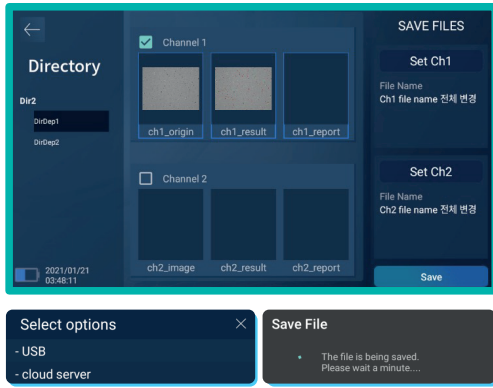 Directory
Dir2
DirDep1
DirDep2
2021/01/21
03:48:11
Channel 1
ch1_origin ch1_result ch1_report
Channel 2
ch2_image ch2_result ch2_report
SAVE FILES
Set Ch1
File Name
Ch1 file name 전체 변경
Set Ch2
File Name
Ch2 file name 전체 변경
Save
Select options
- USB
- cloud server
Save File
• The file is being saved.
Please wait a minute....